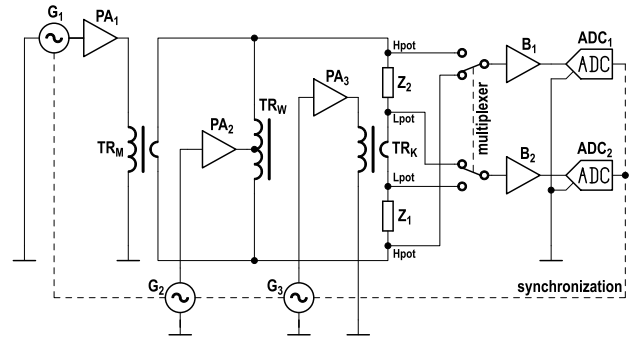 G1
PA1
Hpot
B1
ADC1
ADC
PA3
Z2
TRW
multiplexer
PA2
Lpot
TRM
TRK
B2
ADC2
ADC
Lpot
Z1
Hpot
G2
G3
synchronization